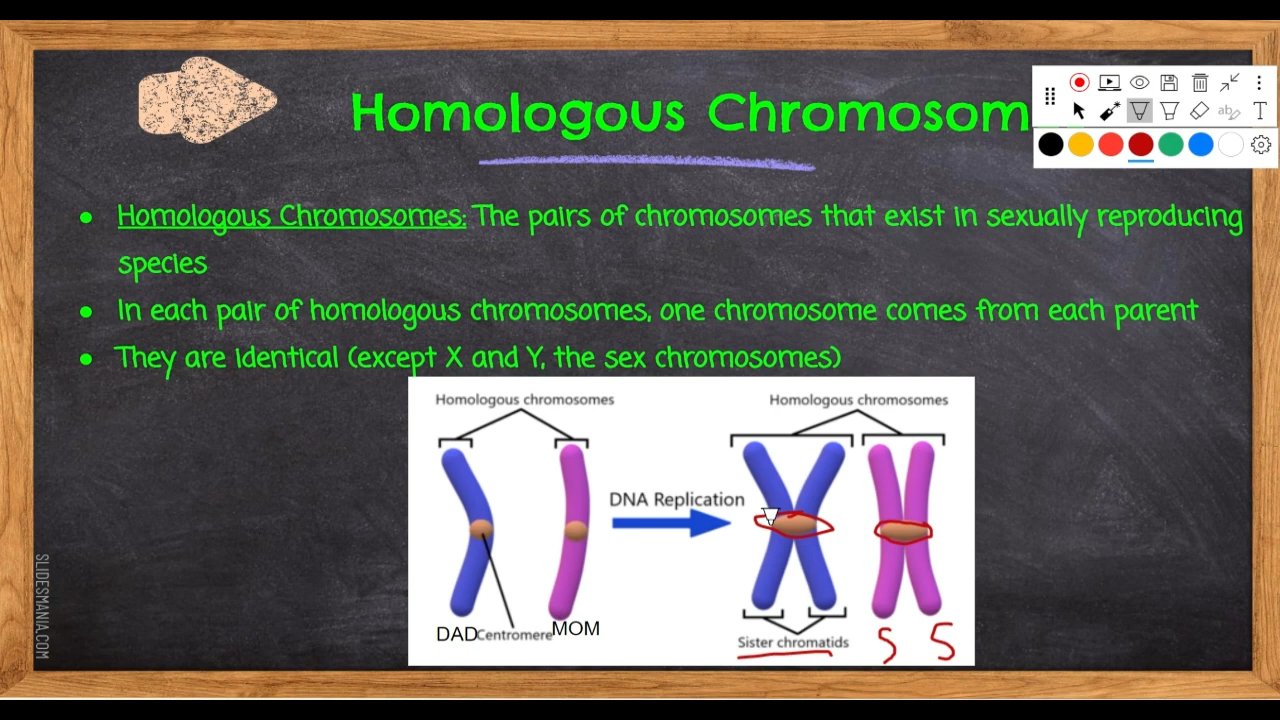 Homologous Chromosom
Homologous Chromosomes: The pairs of chromosomes that exist in sexually reproducing
species
In each pair of homologous chromosomes, one chromosome comes from each parent
They are identical (except X and Y, the sex chromosomes)
Homologous chromosomes
Homologous chromosomes
DNA Replication
DAD
Centromere
MOM
Sister chromatids
S S
SLIDESMANIA.COM
ab
T